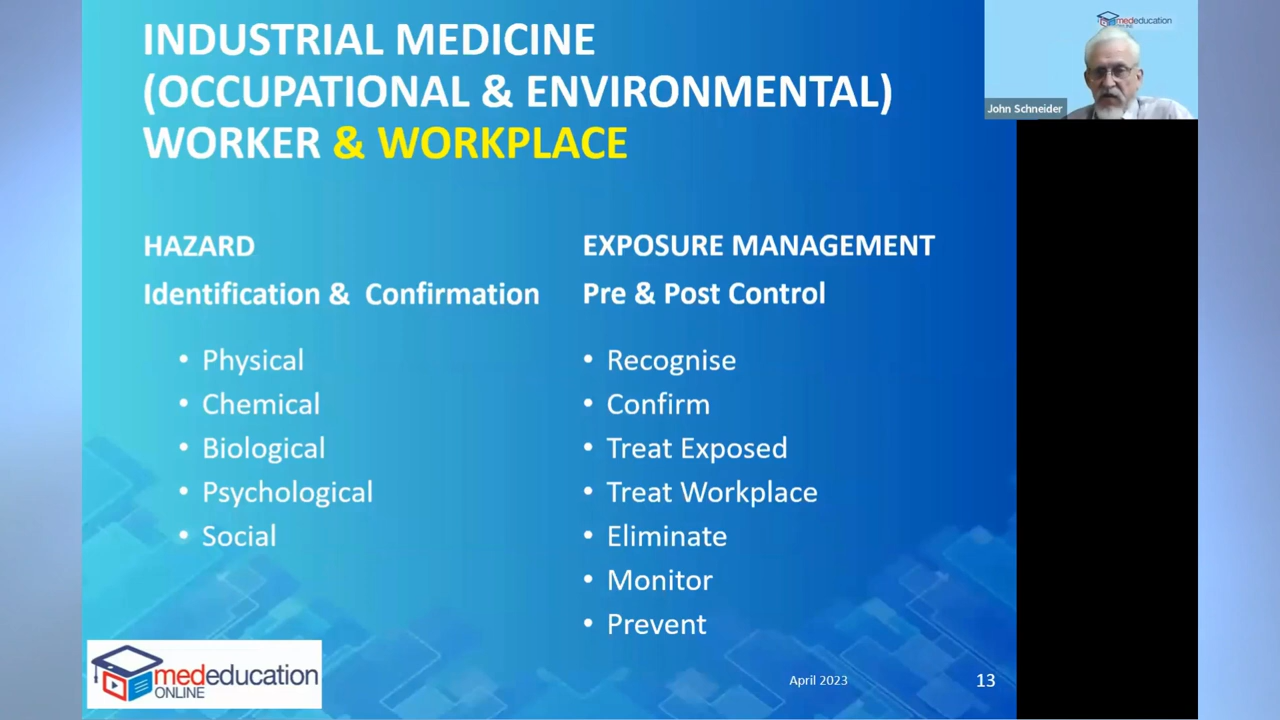 INDUSTRIAL MEDICINE
(OCCUPATIONAL & ENVIRONMENTAL)
WORKER & WORKPLACE
HAZARD
Identification & Confirmation
• Physical
• Chemical
• Biological
• Psychological
• Social
EXPOSURE MANAGEMENT
Pre & Post Control
• Recognise
• Confirm
• Treat Exposed
• Treat Workplace
• Eliminate
• Monitor
• Prevent
mededucation
ONLINE
April 2023
13
mededucation
John Schneider